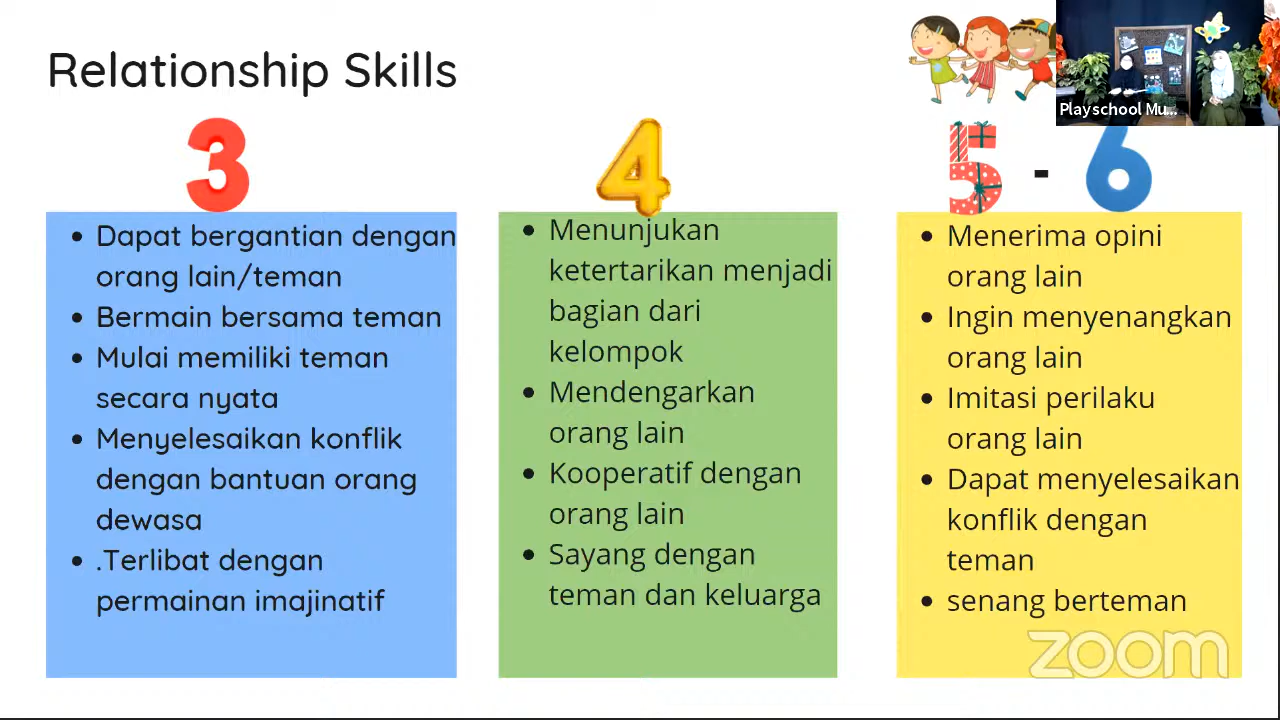 Relationship Skills
Playschool Mu...
3
Dapat bergantian dengan
orang lain/teman
Bermain bersama teman
Mulai memiliki teman
secara nyata
Menyelesaikan konflik
dengan bantuan orang
dewasa
.Terlibat dengan
permainan imajinatif
4
Menunjukan
ketertarikan menjadi
bagian dari
kelompok
Mendengarkan
orang lain
Kooperatif dengan
orang lain
Sayang dengan
teman dan keluarga
5 - 6
Menerima opini
orang lain
Ingin menyenangkan
orang lain
Imitasi perilaku
orang lain
Dapat menyelesaikan
konflik dengan
teman
senang berteman
zoom